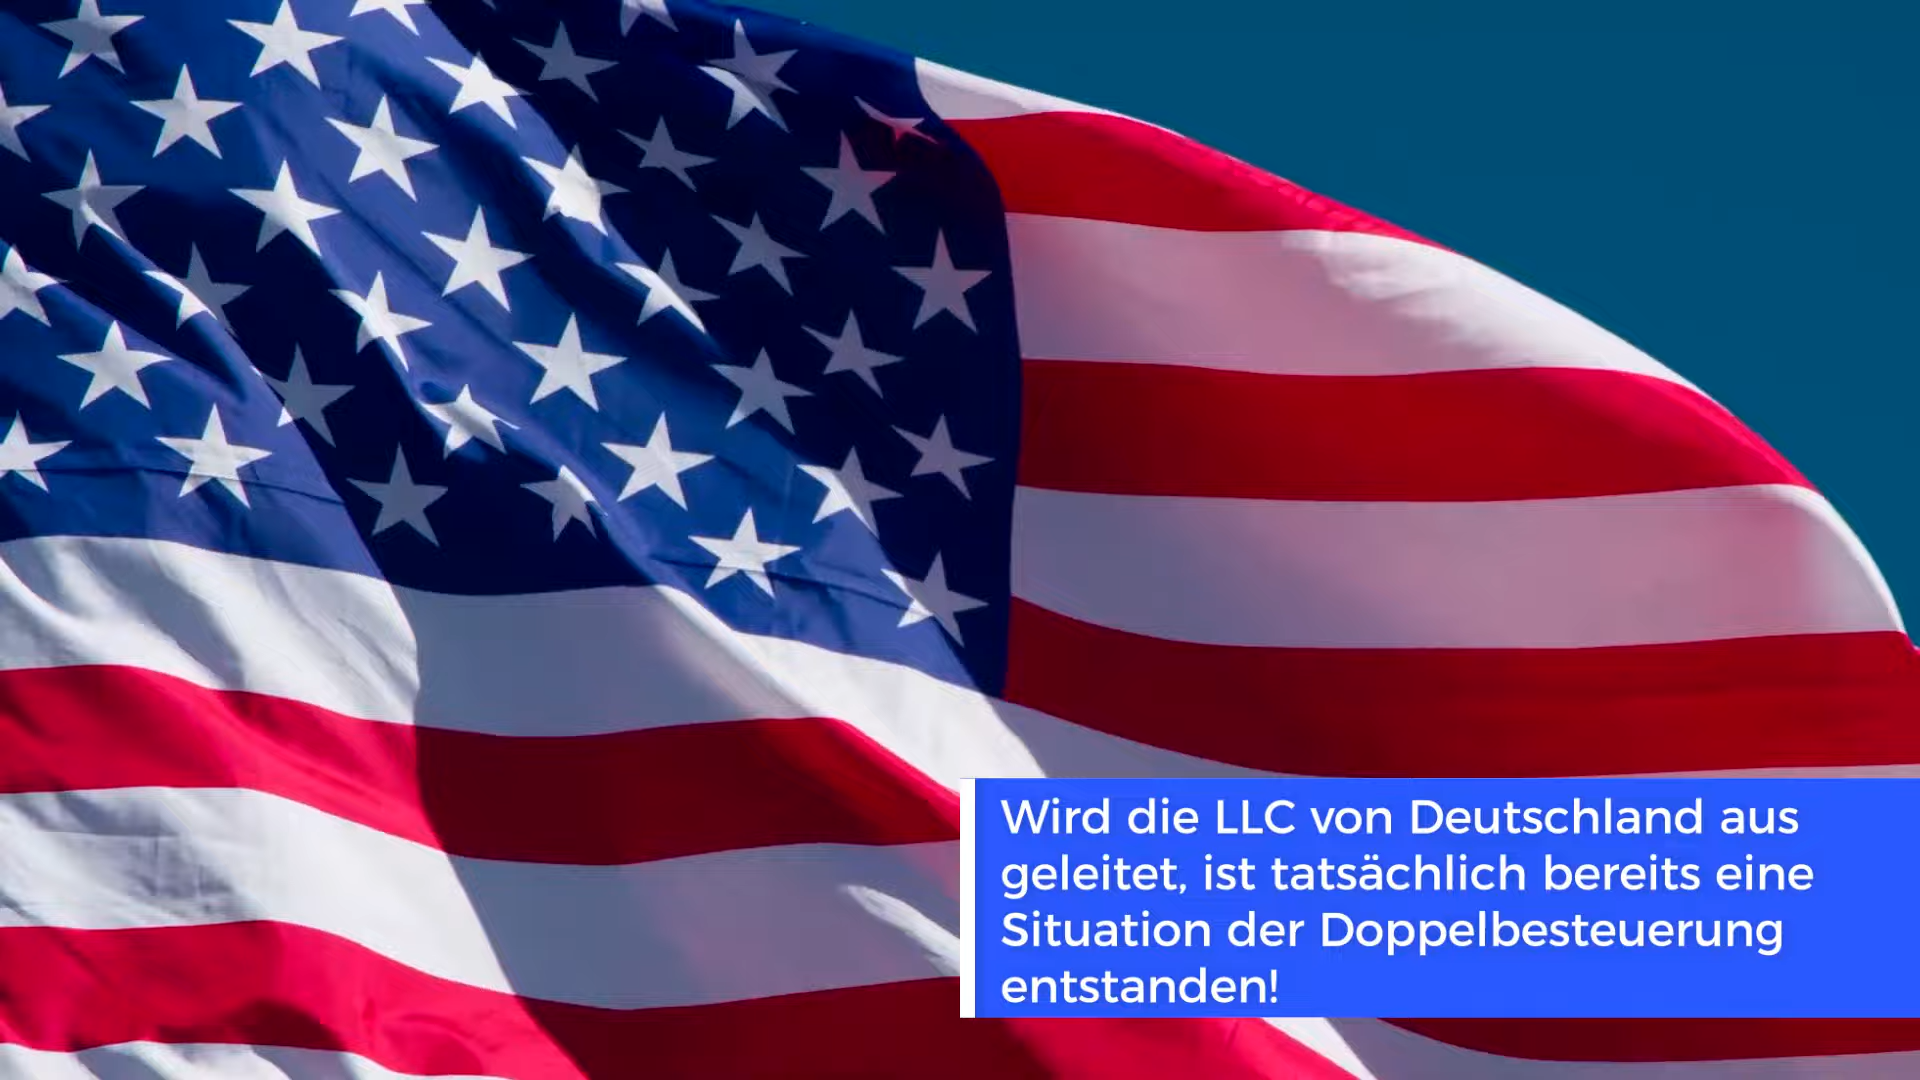 Wird die LLC von Deutschland aus
geleitet, ist tatsächlich bereits eine
Situation der Doppelbesteuerung
entstanden!